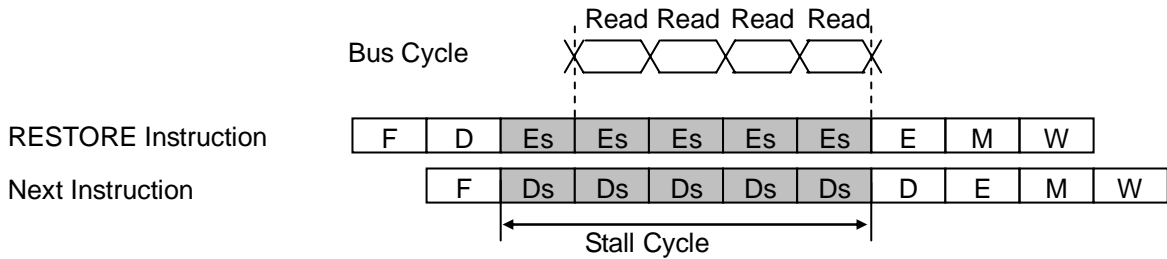 Read Read Read Read
Bus Cycle
RESTORE Instruction F D Es Es Es Es Es E M W
Next Instruction F Ds Ds Ds Ds Ds D E M W
Stall Cycle